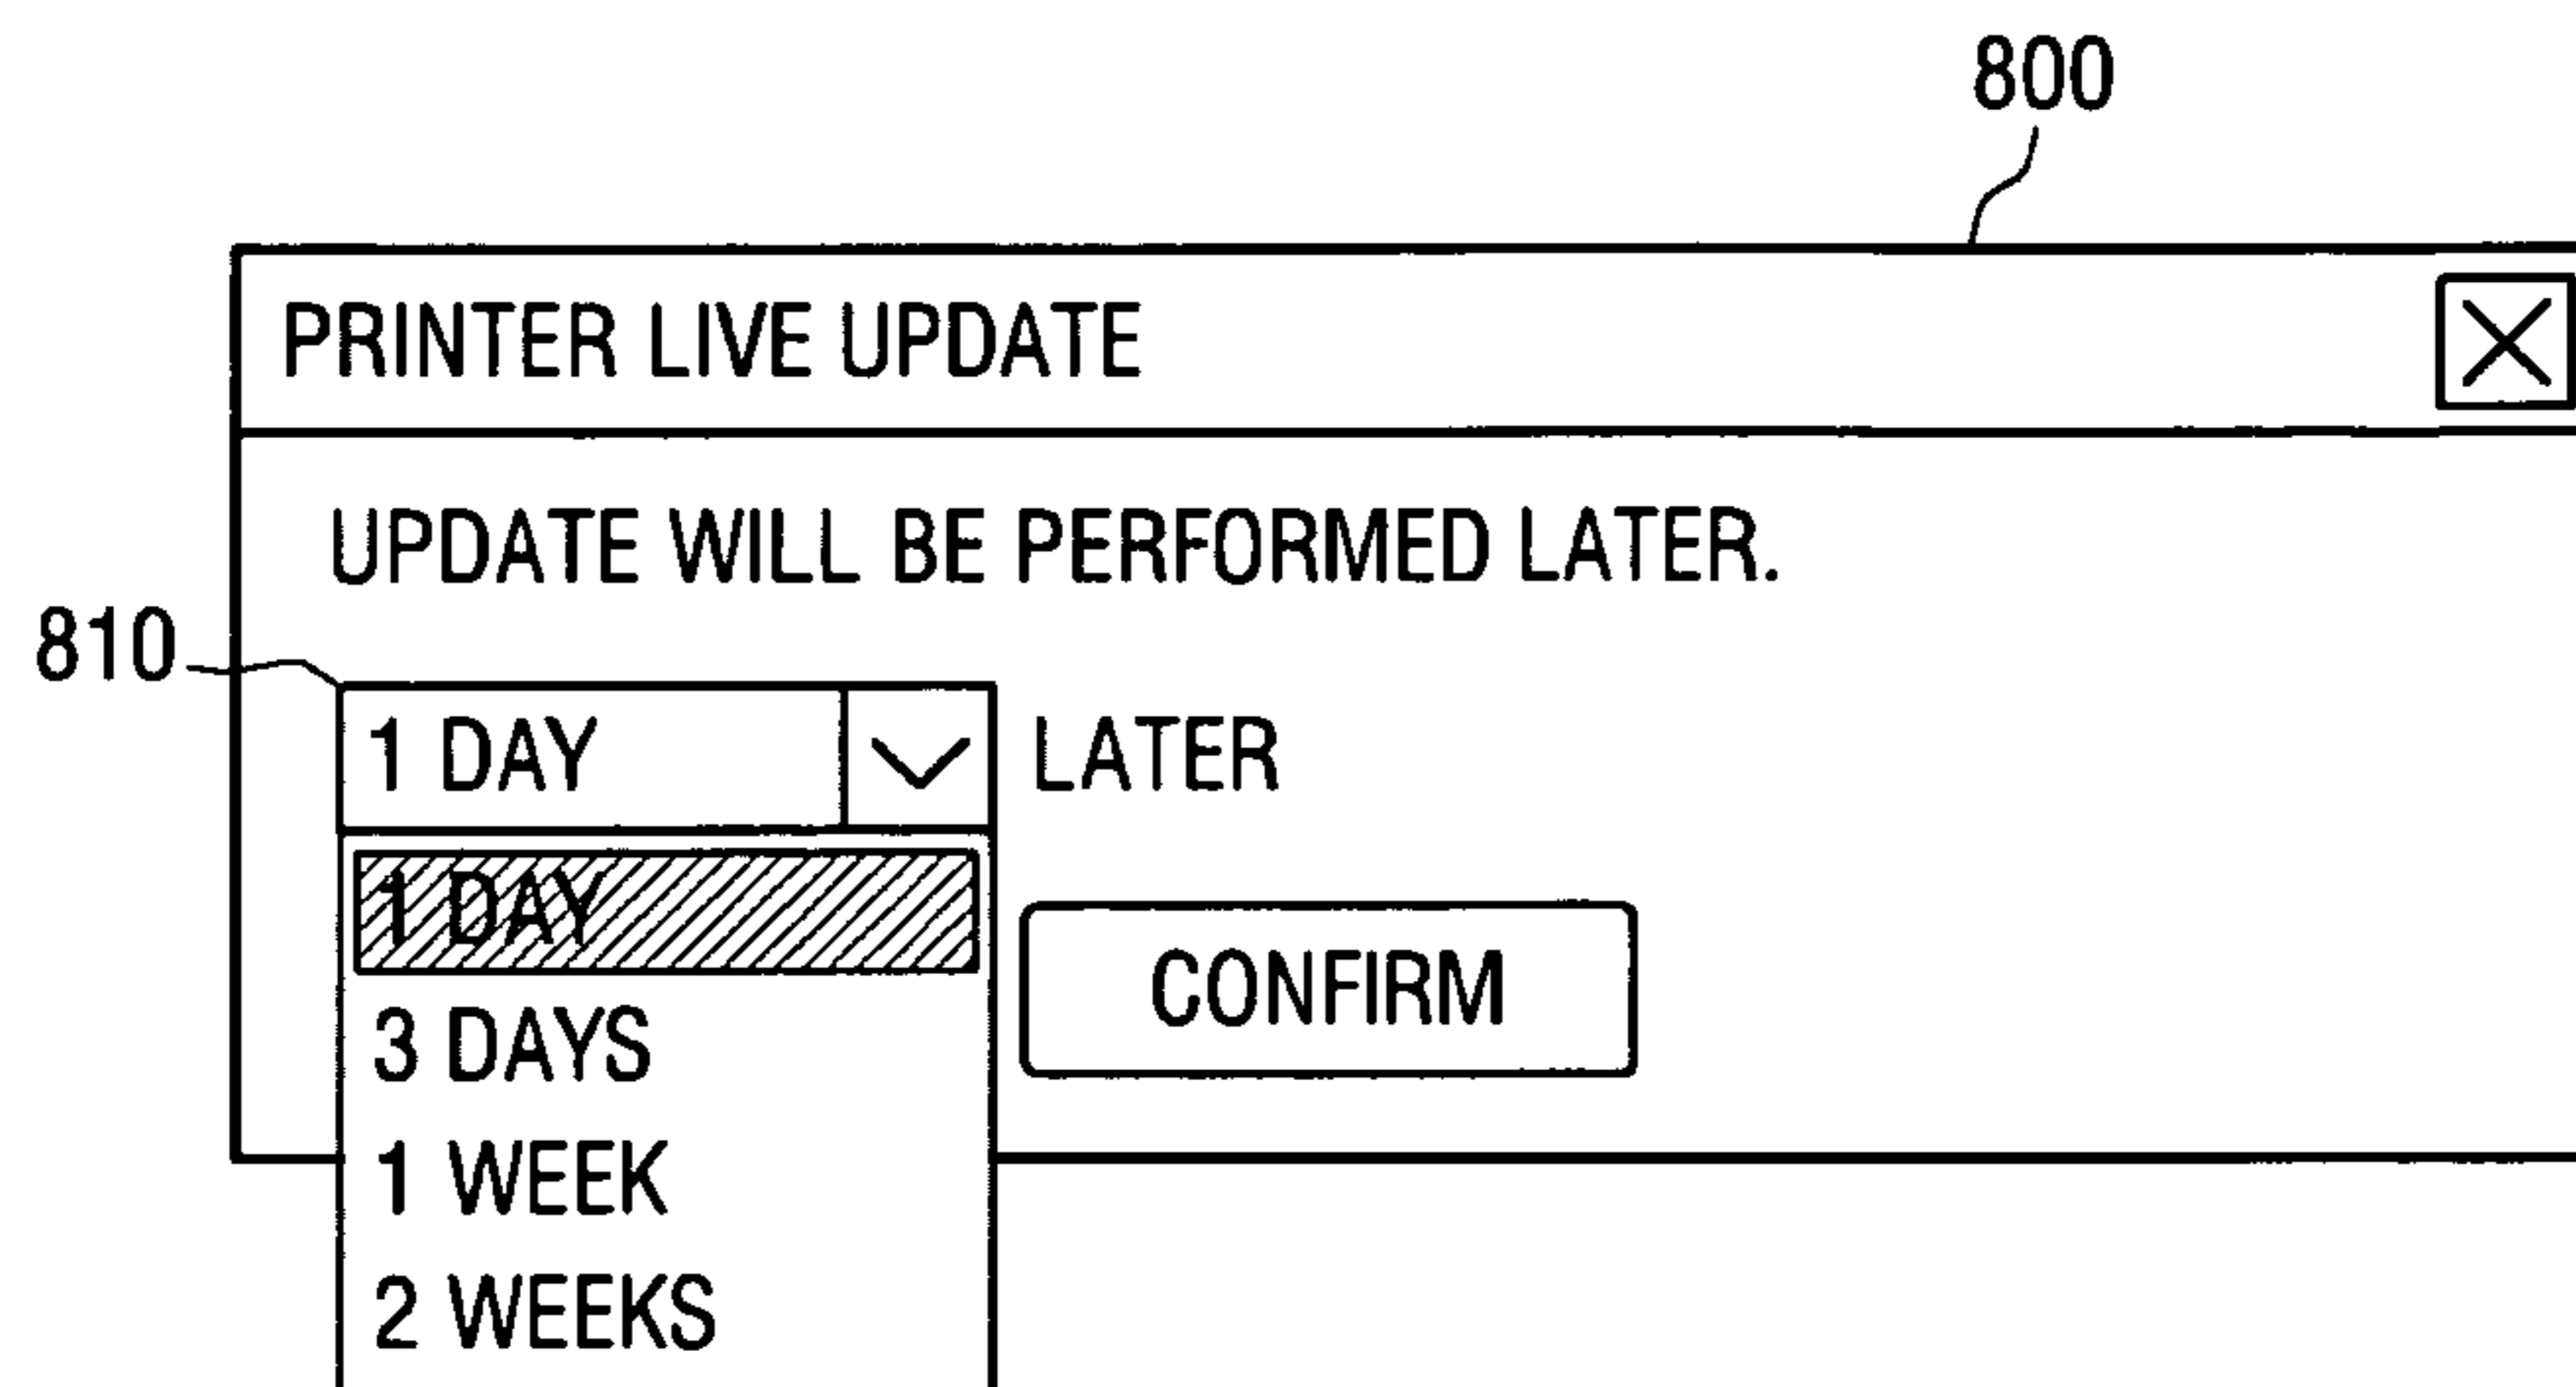 800
PRINTER LIVE UPDATE
UPDATE WILL BE PERFORMED LATER.
810
1 DAY LATER
1 DAY
CONFIRM
3 DAYS
1 WEEK
2 WEEKS